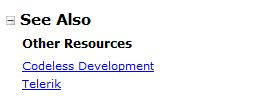 See Also
Other Resources
Codeless Development
Telerik